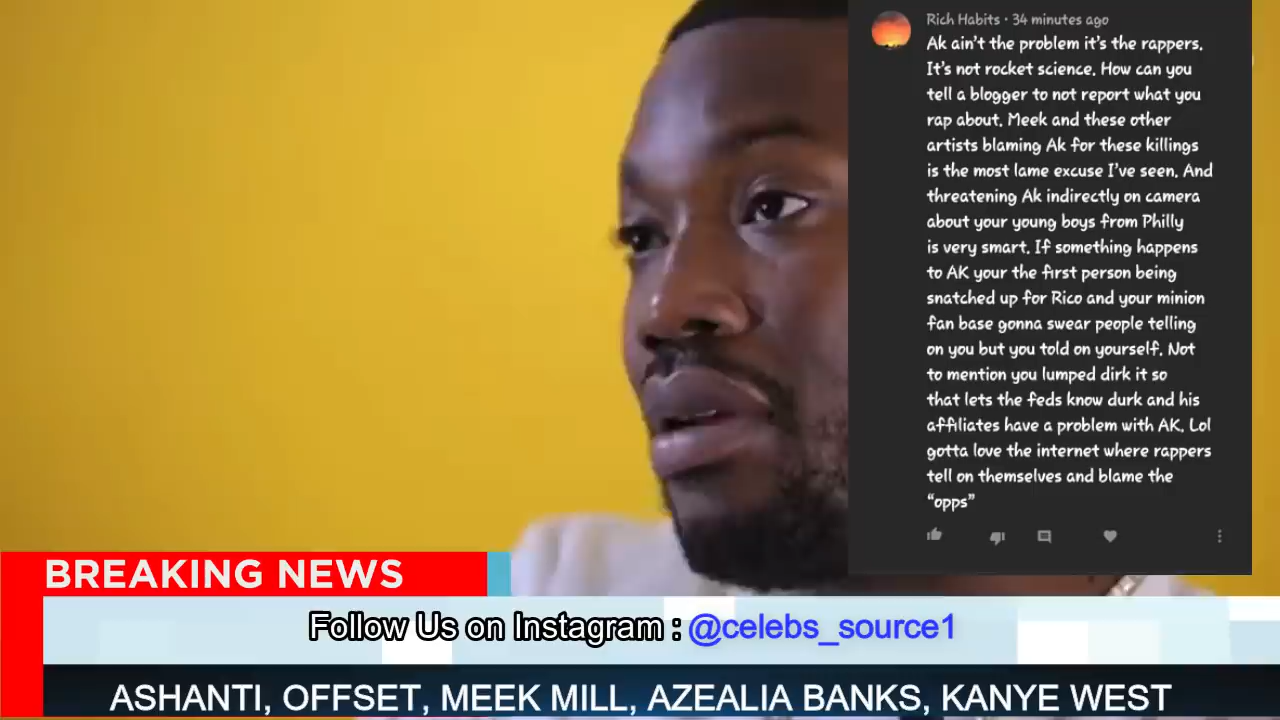 Rich Habits · 34 minutes ago
Ak ain't the problem it's the rappers.
It's not rocket science. How can you
tell a blogger to not report what you
rap about. Meek and these other
artists blaming Ak for these killings
is the most lame excuse I've seen. And
threatening Ak indirectly on camera
about your young boys from Philly
is very smart. If something happens
to AK your the first person being
snatched up for Rico and your minion
fan base gonna swear people telling
on you but you told on yourself. Not
to mention you lumped dirk it so
that lets the feds know durk and his
affiliates have a problem with AK. Lol
gotta love the internet where rappers
tell on themselves and blame the
“opps”
BREAKING NEWS
Follow Us on Instagram : @celebs_source1
ASHANTI, OFFSET, MEEK MILL, AZEALIA BANKS, KANYE WEST